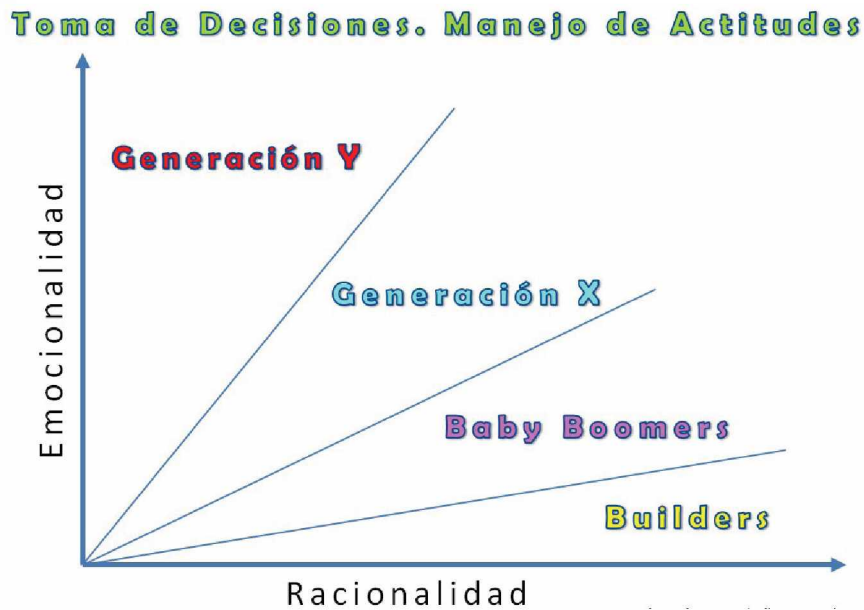 Toma de Decisiones. Manejo de Actitudes
Generación Y
Emocionalidad
Generación X
Baby Boomers
Builders
Racionalidad